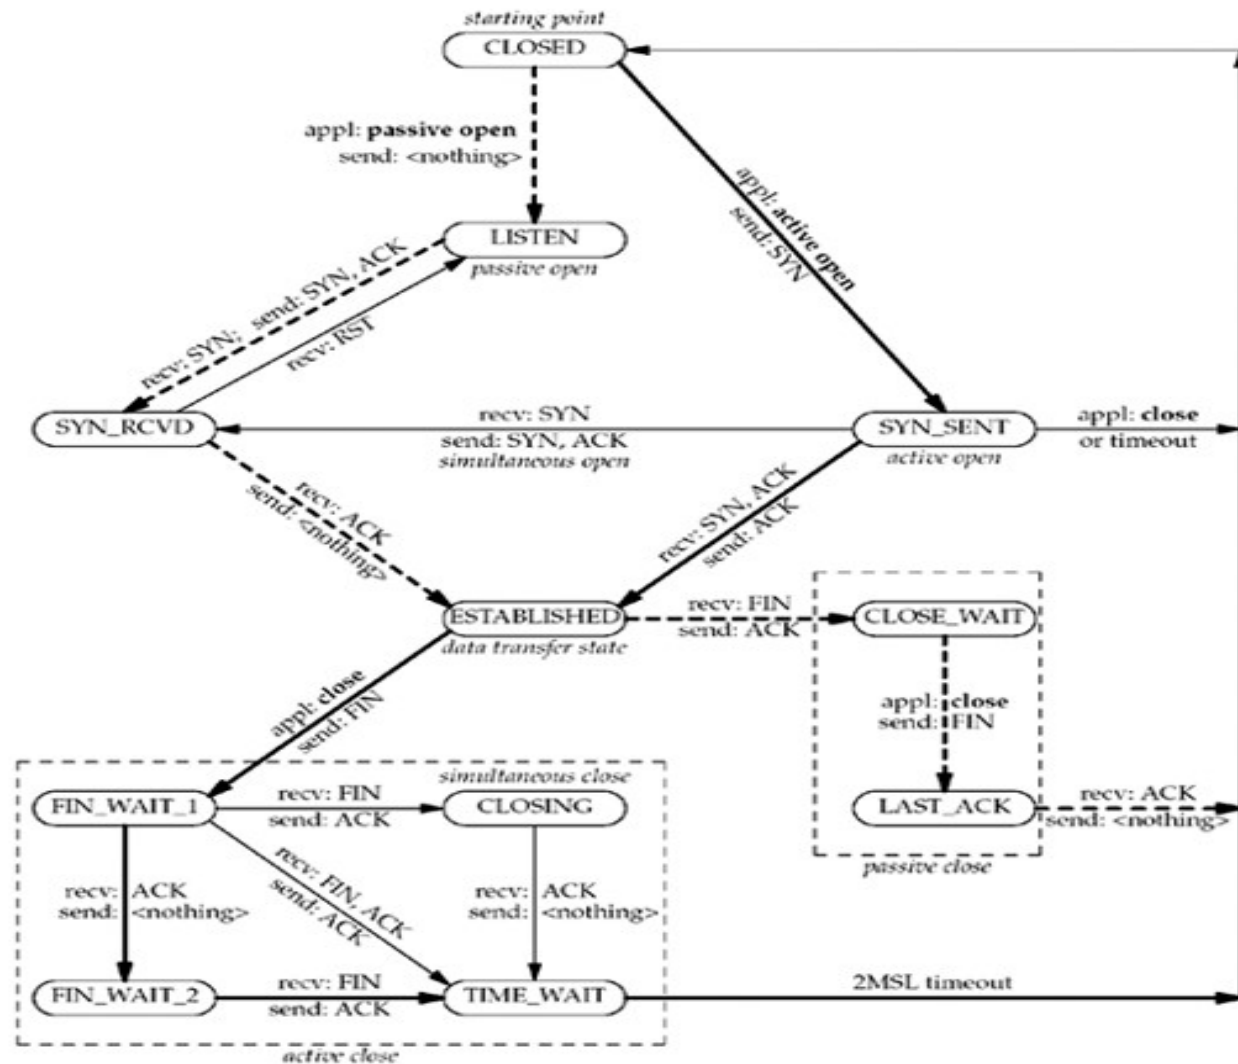 starting point
CLOSED
appl: passive open
send: <nothing>
appl: active open
send: SYN
LISTEN
passive open
recv: SYN; send: SYN, ACK
recv: RST
SYN_RCVD
recv: SYN
send: SYN, ACK
simultaneous open
SYN_SENT
active open
appl: close
or timeout
recv: ACK
send: <nothing>
recv: SYN, ACK
send: ACK
ESTABLISHED
data transfer state
recv: FIN
send: ACK
CLOSE_WAIT
appl: close
send: FIN
appl: close
send: FIN
simultaneous close
FIN_WAIT_1
recv: FIN
send: ACK
CLOSING
LAST_ACK
recv: ACK
send: <nothing>
passive close
recv: ACK
send: <nothing>
recv: FIN, ACK
send: ACK
recv: ACK
send: <nothing>
FIN_WAIT_2
recv: FIN
send: ACK
TIME_WAIT
2MSL timeout
active close